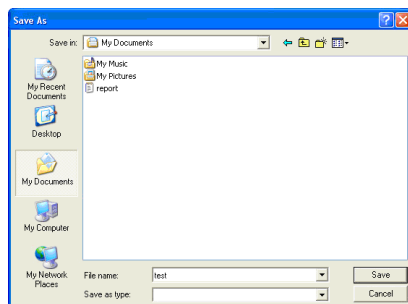 Save As
Save in:
My Documents
My Recent
Documents
Desktop
My Documents
My Computer
My Network
Places
My Music
My Pictures
report
File name:
test
Save
Save as type:
Cancel